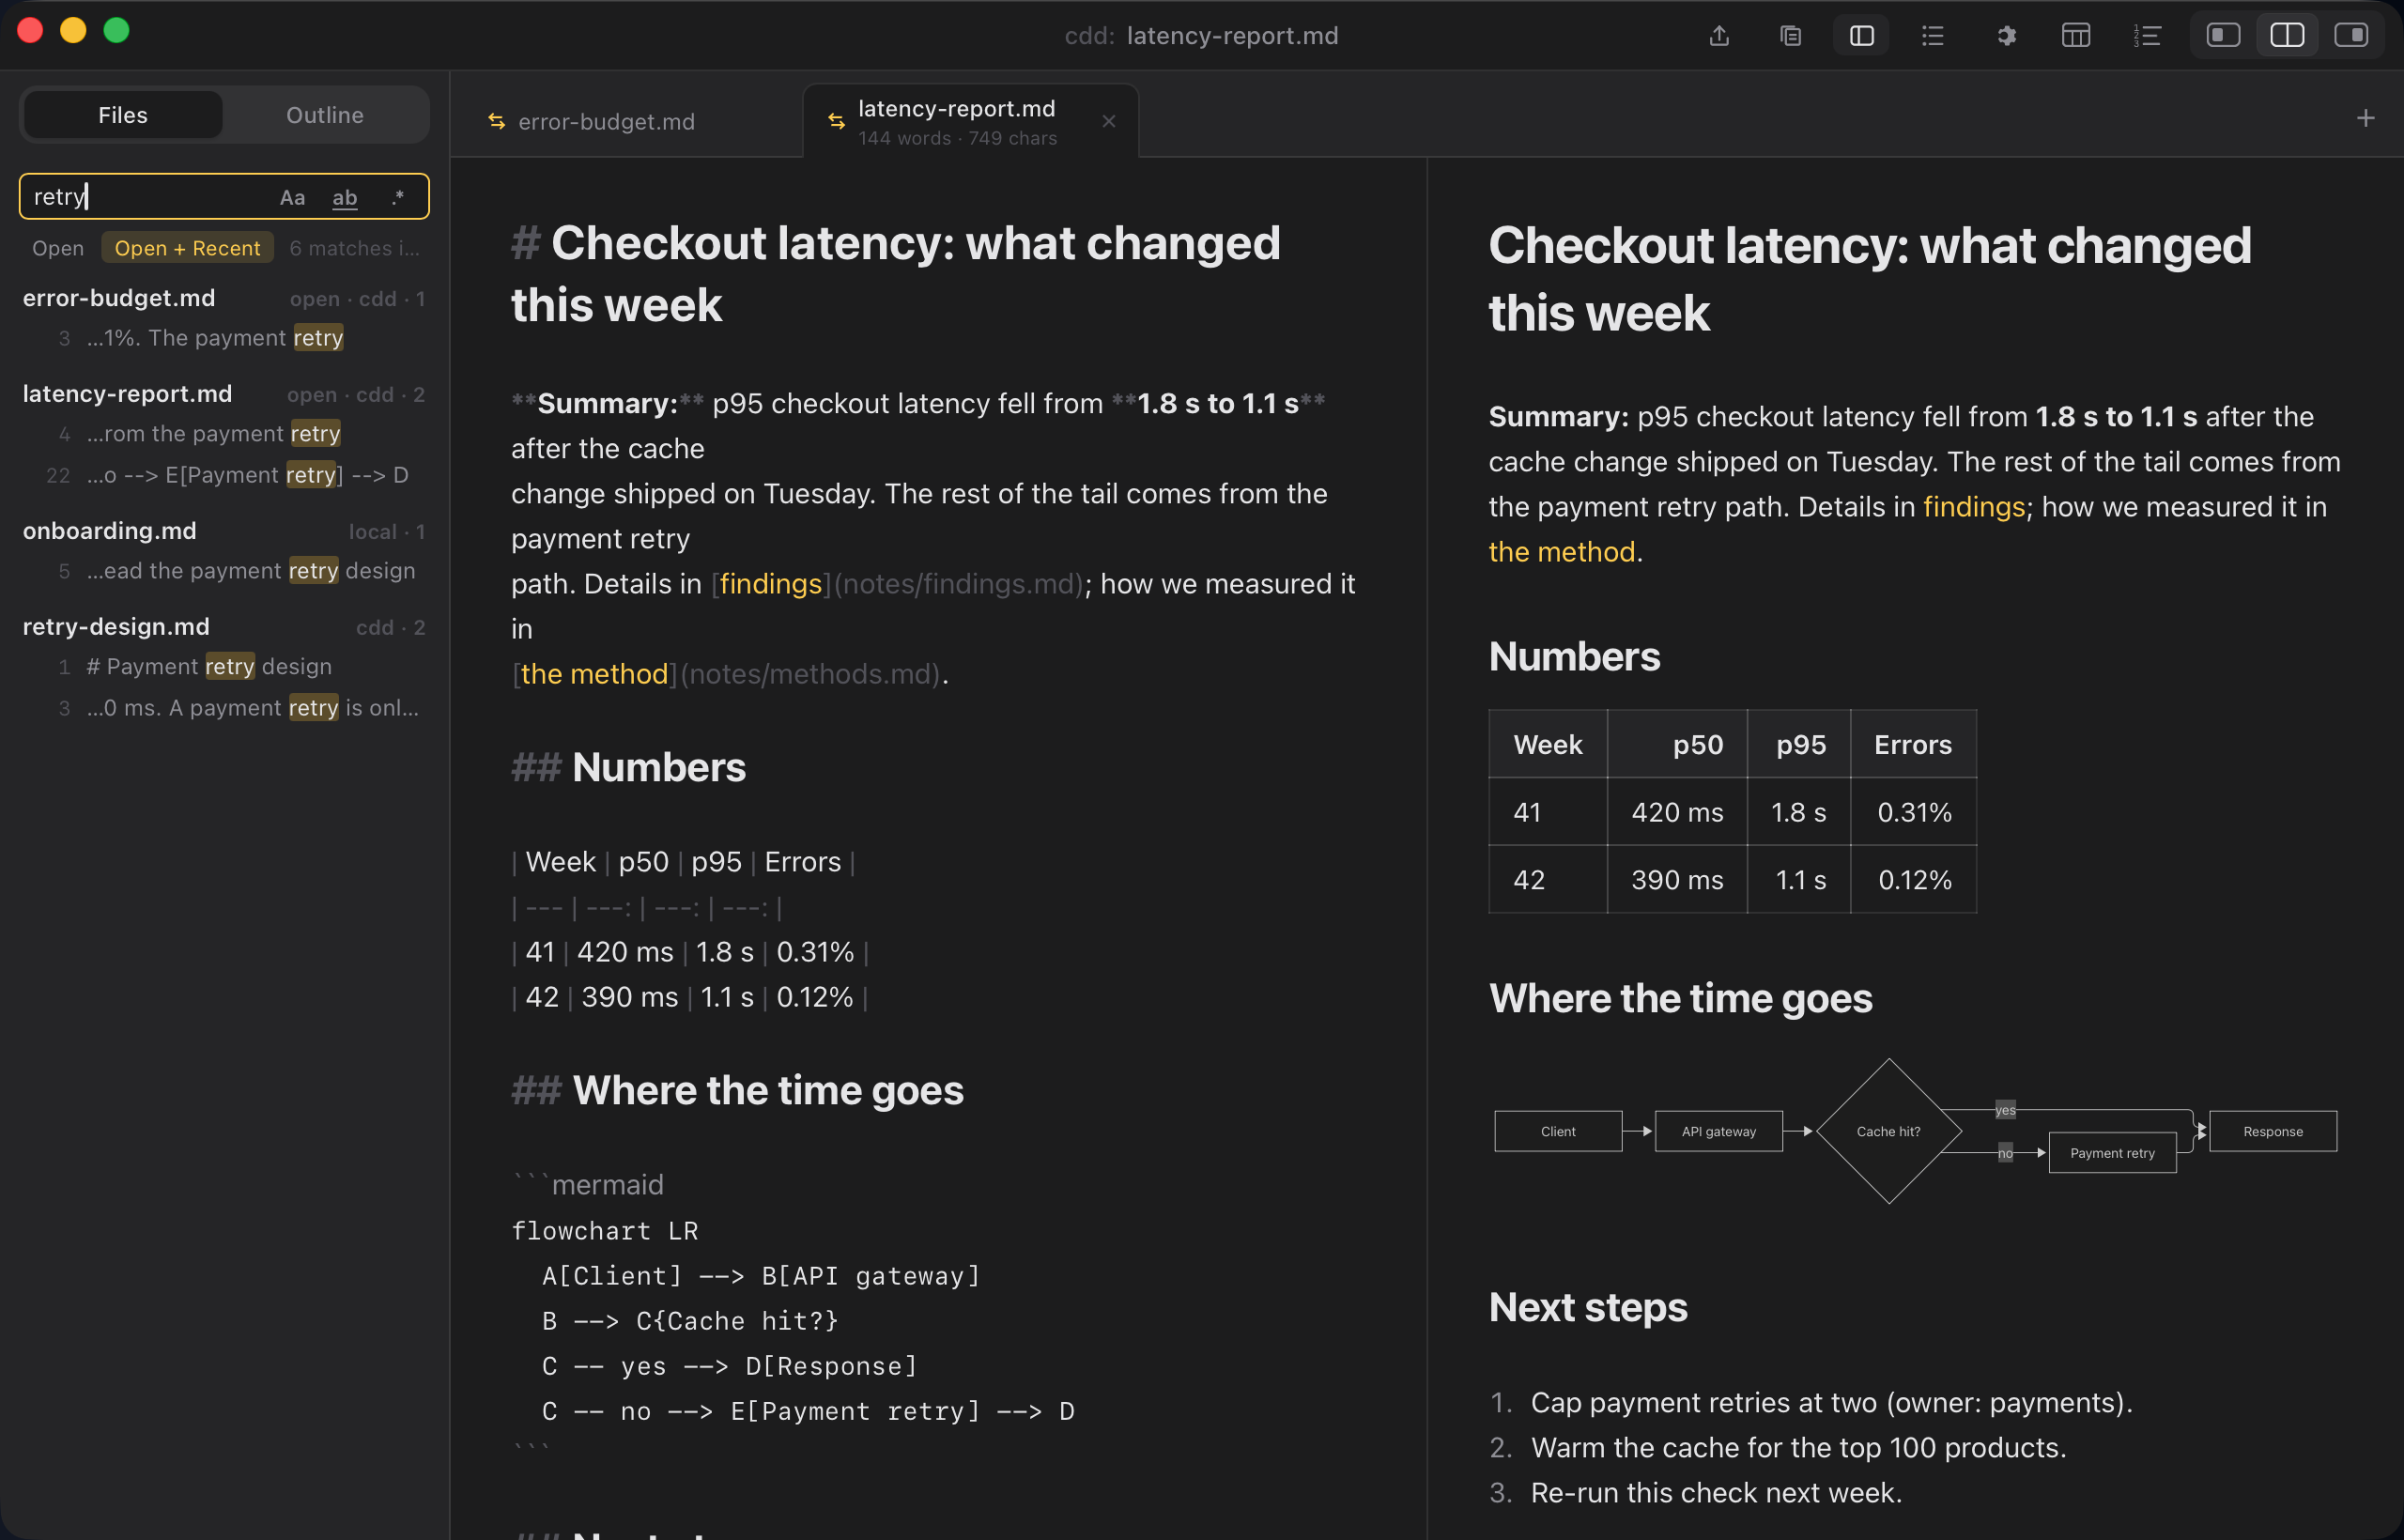 cdd: latency-report.md
Files
Outline
retry
Aa
ab
.*
Open
Open + Recent
6 matches i…
error-budget.md
open · cdd · 1
3 …1%. The payment retry
latency-report.md
open · cdd · 2
4 …rom the payment retry
22 …o --> E[Payment retry] --> D
onboarding.md
local · 1
5 …ead the payment retry design
retry-design.md
cdd · 2
1 # Payment retry design
3 …0 ms. A payment retry is onl…
error-budget.md
latency-report.md
144 words · 749 chars
# Checkout latency: what changed
this week
**Summary:** p95 checkout latency fell from **1.8 s to 1.1 s**
after the cache
change shipped on Tuesday. The rest of the tail comes from the
payment retry
path. Details in [findings](notes/findings.md); how we measured it
in
[the method](notes/methods.md).
## Numbers
| Week | p50 | p95 | Errors |
| --- | ---: | ---: | ---: |
| 41 | 420 ms | 1.8 s | 0.31% |
| 42 | 390 ms | 1.1 s | 0.12% |
## Where the time goes
```mermaid
flowchart LR
A[Client] --> B[API gateway]
B --> C{Cache hit?}
C -- yes --> D[Response]
C -- no --> E[Payment retry] --> D
```
Checkout latency: what changed
this week
Summary: p95 checkout latency fell from 1.8 s to 1.1 s after the
cache change shipped on Tuesday. The rest of the tail comes from
the payment retry path. Details in findings; how we measured it in
the method.
Numbers
Week p50 p95 Errors
41 420 ms 1.8 s 0.31%
42 390 ms 1.1 s 0.12%
Where the time goes
Client
API gateway
Cache hit?
yes
no
Payment retry
Response
Next steps
1. Cap payment retries at two (owner: payments).
2. Warm the cache for the top 100 products.
3. Re-run this check next week.